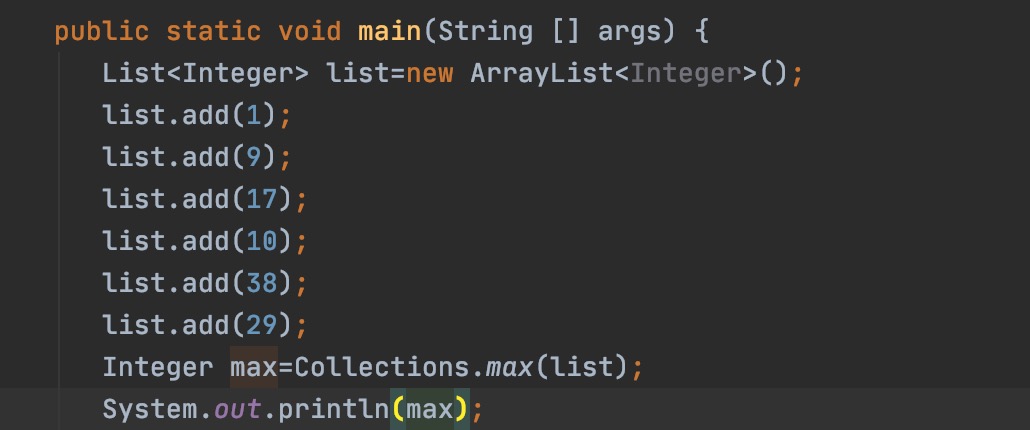 public static void main(String [] args) {
List<Integer> list=new ArrayList<Integer>();
list.add(1);
list.add(9);
list.add(17);
list.add(10);
list.add(38);
list.add(29);
Integer max=Collections.max(list);
System.out.println(max);